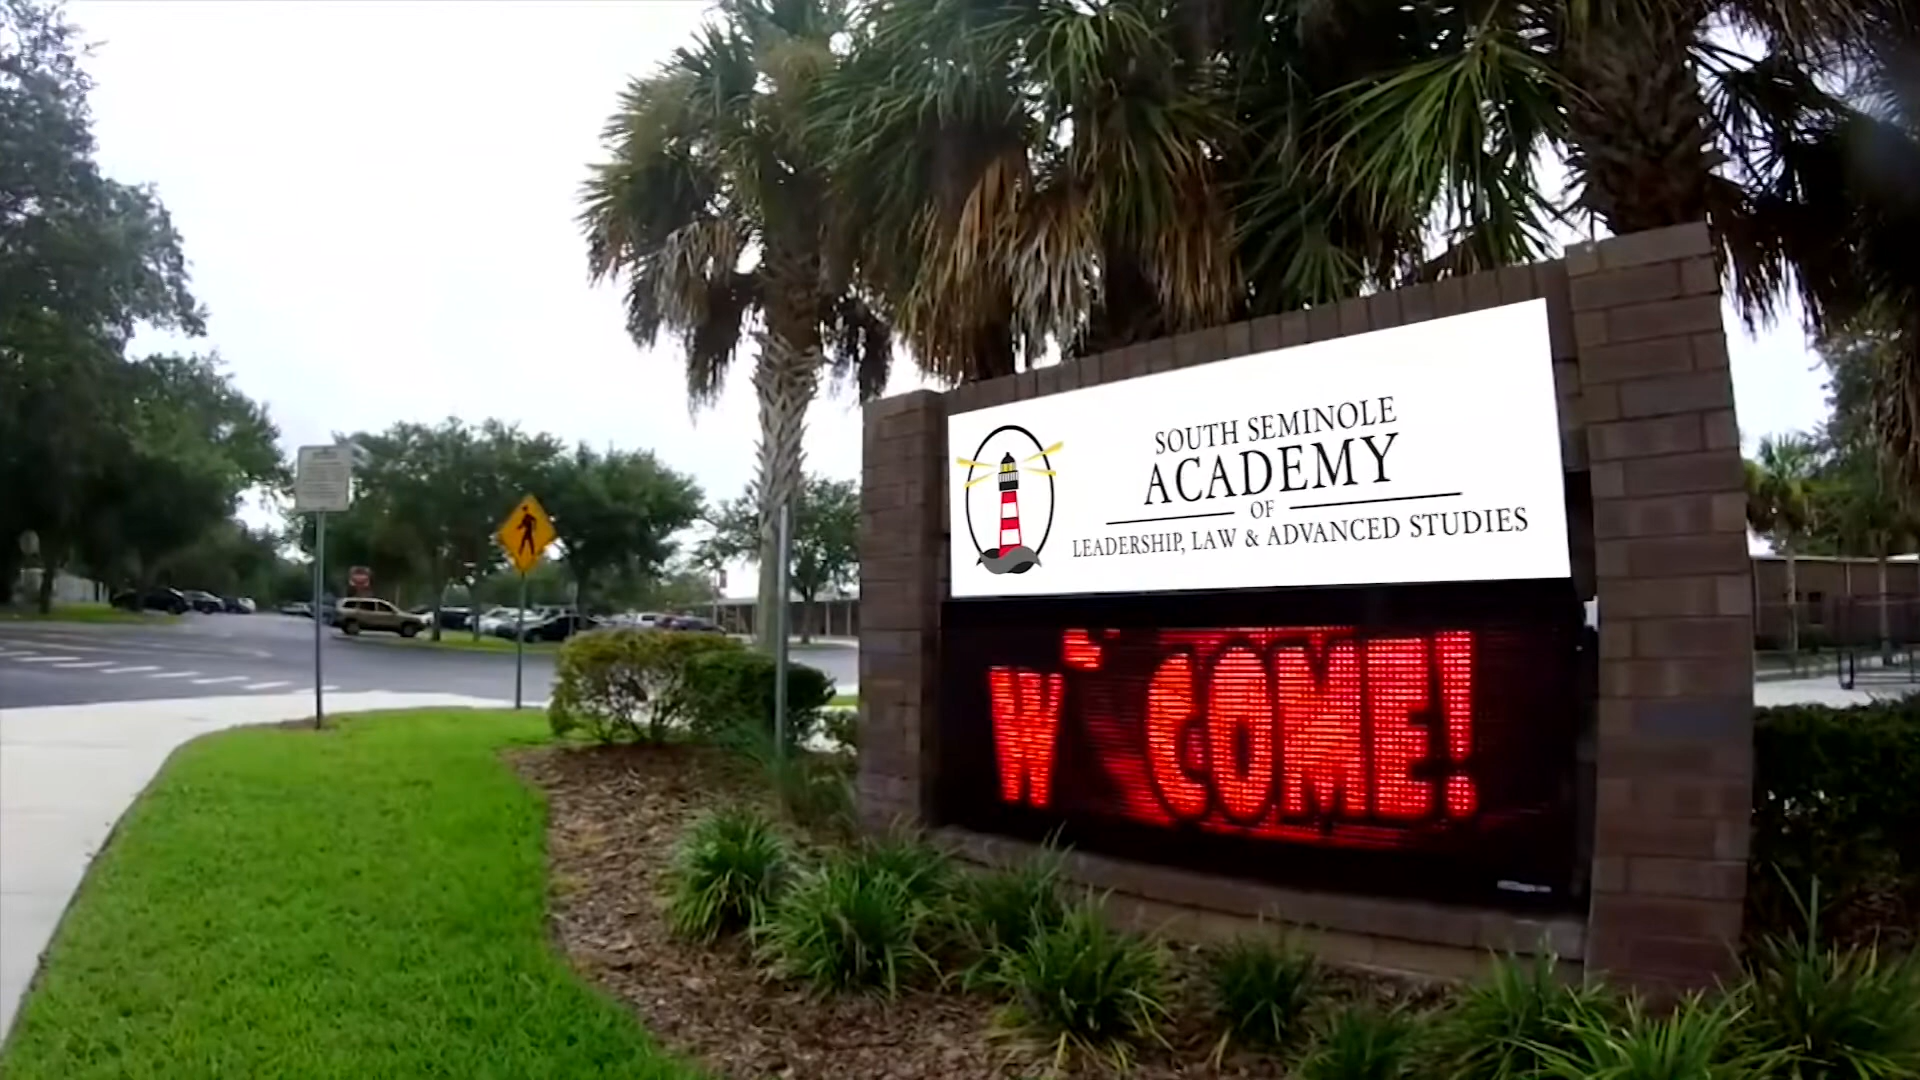 SOUTH SEMINOLE
ACADEMY
OF
LEADERSHIP, LAW & ADVANCED STUDIES
W COME!